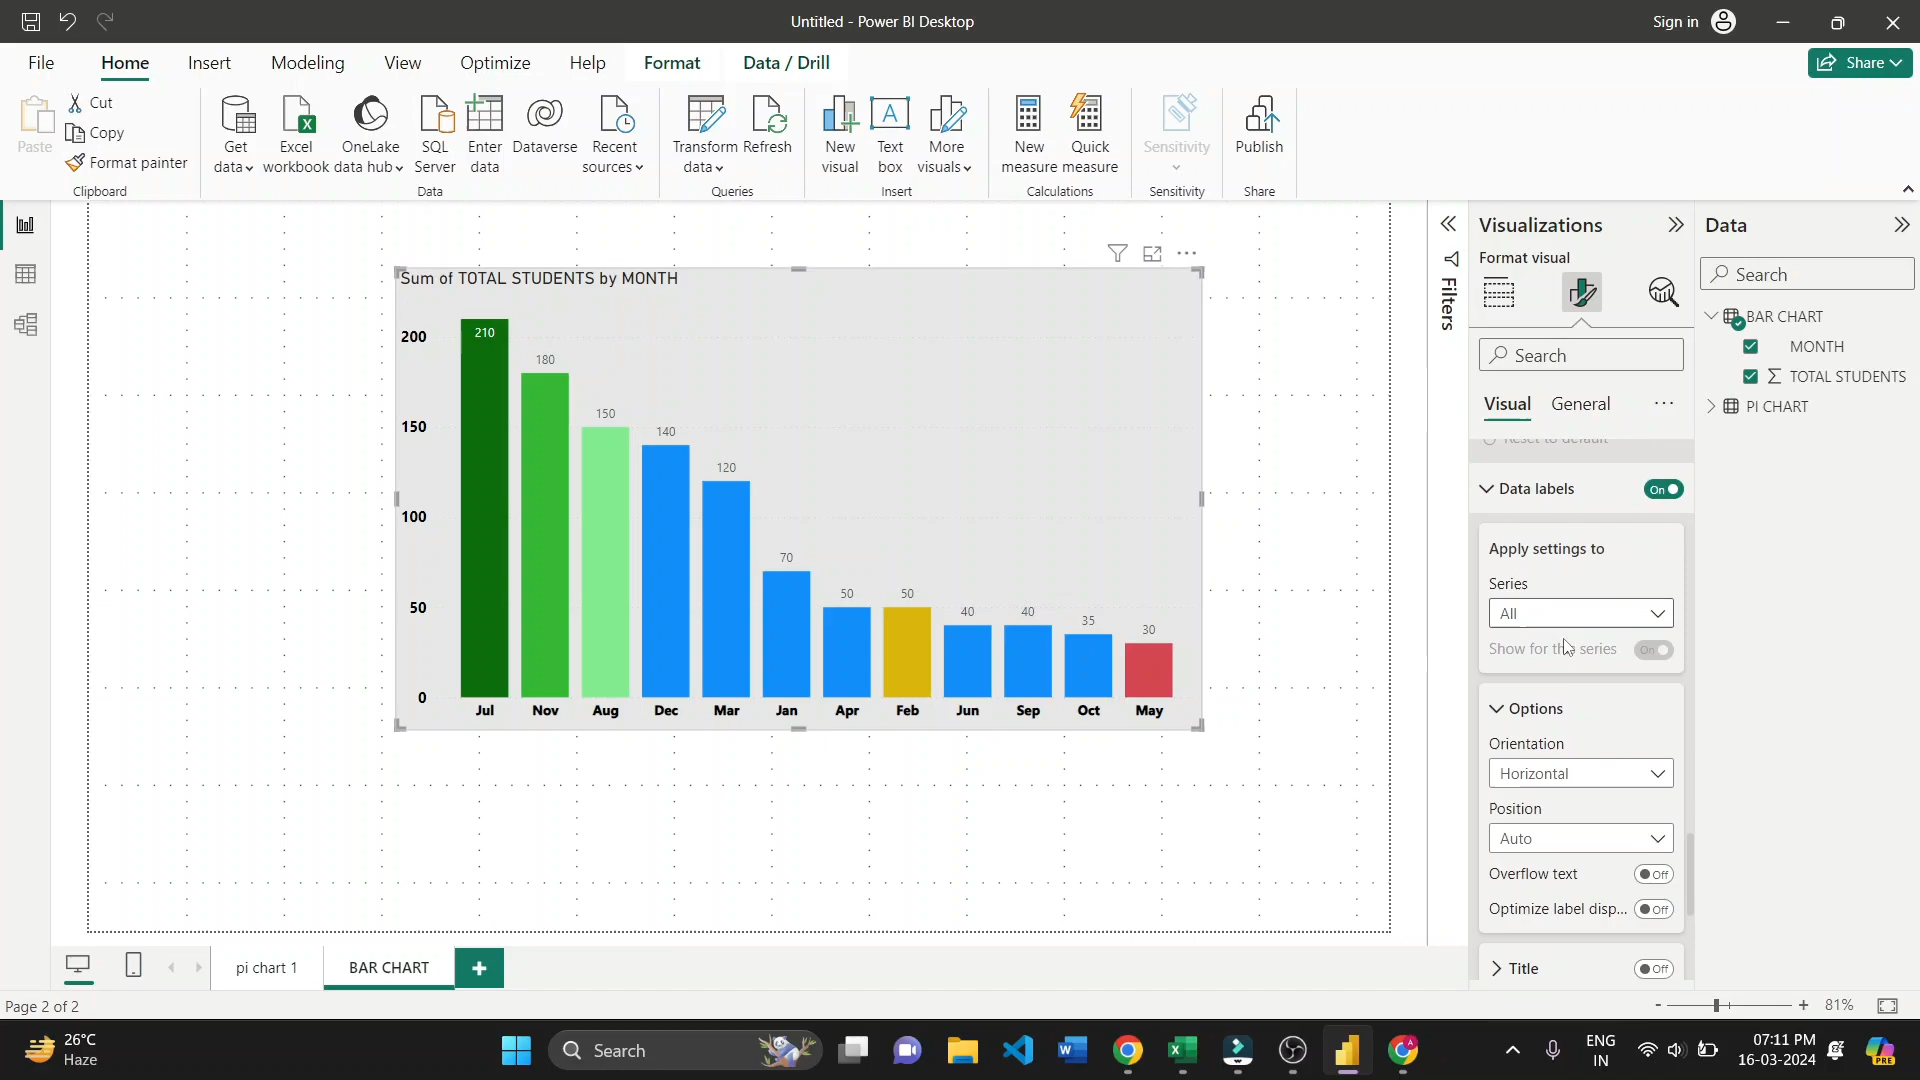 Untitled - Power BI Desktop
Sign in
File Home Insert Modeling View Optimize Help Format Data / Drill
Share
Paste
Cut
Copy
Format painter
Clipboard
Get data
Excel workbook
OneLake data hub
SQL Server
Enter data
Dataverse
Recent sources
Data
Transform data
Refresh
Queries
New visual
Text box
More visuals
Insert
New measure
Quick measure
Calculations
Sensitivity
Sensitivity
Publish
Share
Sum of TOTAL STUDENTS by MONTH
200
150
100
50
0
210
180
150
140
120
70
50
50
40
40
35
30
Jul Nov Aug Dec Mar Jan Apr Feb Jun Sep Oct May
Filters
Visualizations
Format visual
Search
Visual General
Reset to default
Data labels On
Apply settings to
Series
All
Show for this series On
Options
Orientation
Horizontal
Position
Auto
Overflow text Off
Optimize label disp... Off
Title Off
Data
Search
BAR CHART
MONTH
TOTAL STUDENTS
PI CHART
pi chart 1
BAR CHART
Page 2 of 2
81%
26°C
Haze
Search
ENG
IN
07:11 PM
16-03-2024
PRE